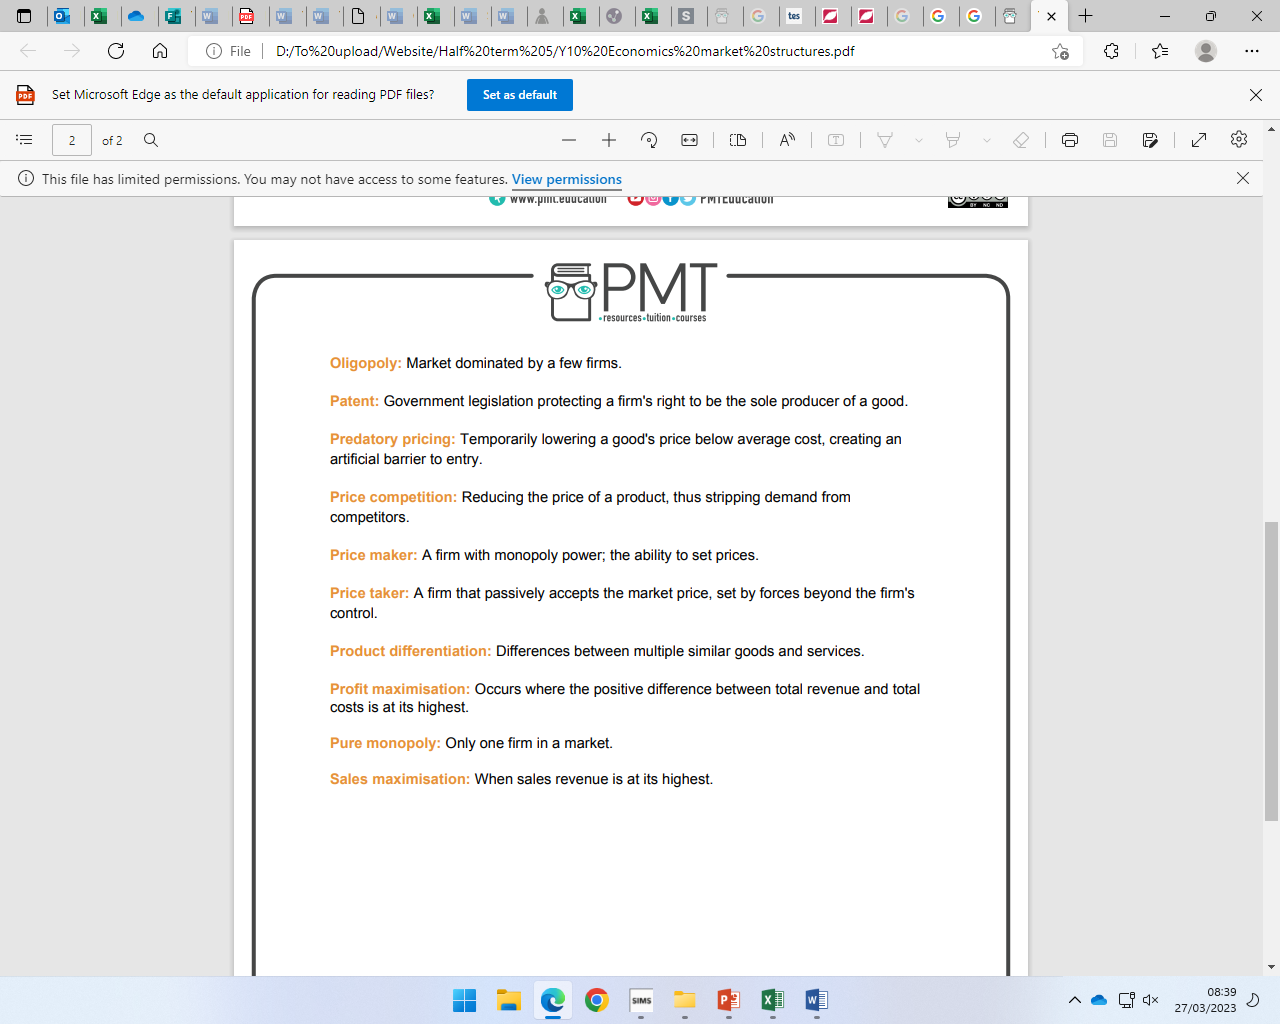 File
D:/To%20upload/Website/Half%20term%205/Y10%20Economics%20market%20structures.pdf
Set Microsoft Edge as the default application for reading PDF files?
Set as default
2 of 2
This file has limited permissions. You may not have access to some features. View permissions
www.pmt.education PMTEducation
BY NC ND
PMT
resources•tuition•courses
Oligopoly: Market dominated by a few firms.
Patent: Government legislation protecting a firm's right to be the sole producer of a good.
Predatory pricing: Temporarily lowering a good's price below average cost, creating an
artificial barrier to entry.
Price competition: Reducing the price of a product, thus stripping demand from
competitors.
Price maker: A firm with monopoly power; the ability to set prices.
Price taker: A firm that passively accepts the market price, set by forces beyond the firm's
control.
Product differentiation: Differences between multiple similar goods and services.
Profit maximisation: Occurs where the positive difference between total revenue and total
costs is at its highest.
Pure monopoly: Only one firm in a market.
Sales maximisation: When sales revenue is at its highest.
SIMS
08:39
27/03/2023